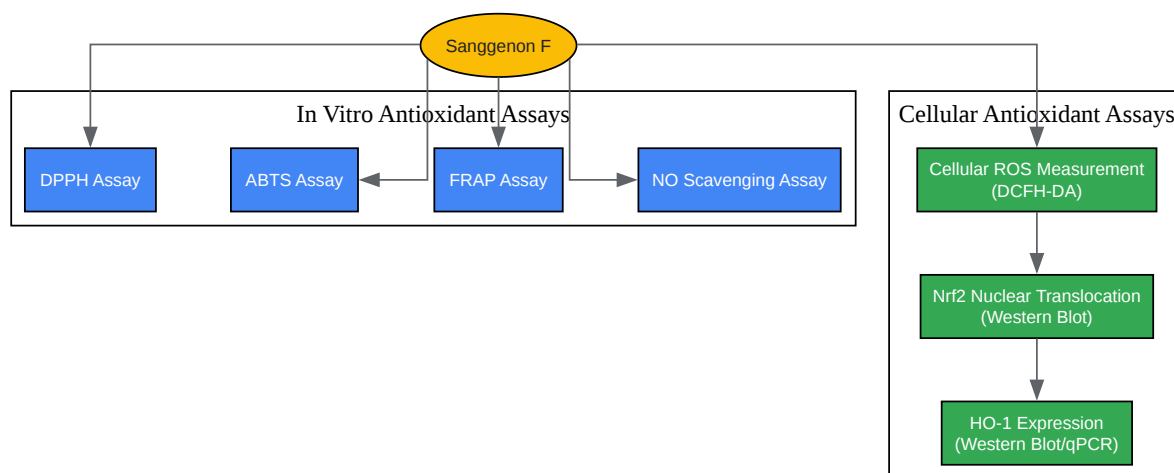 Sanggenon F
In Vitro Antioxidant Assays
Cellular Antioxidant Assays
DPPH Assay
ABTS Assay
FRAP Assay
NO Scavenging Assay
Cellular ROS Measurement
(DCFH-DA)
Nrf2 Nuclear Translocation
(Western Blot)
HO-1 Expression
(Western Blot/qPCR)